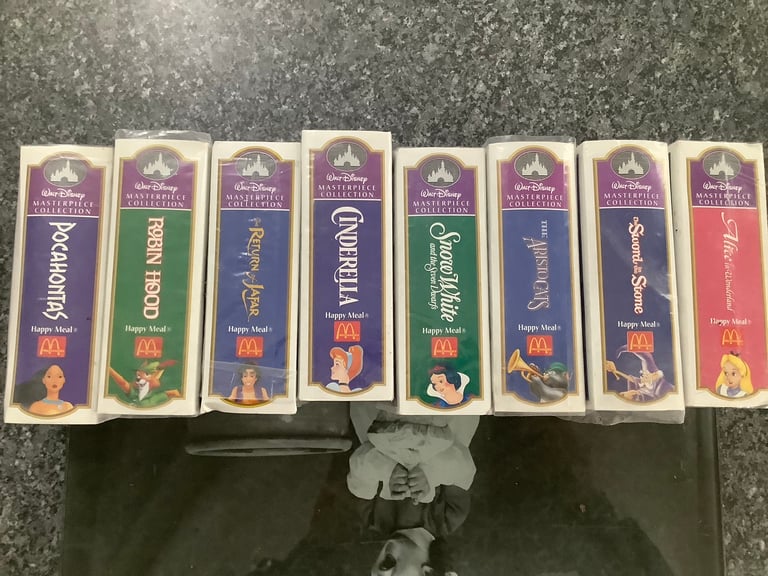 Walt Disney
MASTERPIECE
COLLECTION
POCAHONTAS
Happy Meal®
Walt Disney
MASTERPIECE
COLLECTION
ROBIN HOOD
Happy Meal®
Walt Disney
MASTERPIECE
COLLECTION
The RETURN of JAFAR
Happy Meal®
Walt Disney
MASTERPIECE
COLLECTION
CINDERELLA
Happy Meal®
Walt Disney
MASTERPIECE
COLLECTION
Snow White
and the Seven Dwarfs
Happy Meal®
Walt Disney
MASTERPIECE
COLLECTION
THE
ARISTOCATS
Happy Meal®
Walt Disney
MASTERPIECE
COLLECTION
The Sword in the Stone
Happy Meal®
Walt Disney
MASTERPIECE
COLLECTION
Alice in Wonderland
Happy Meal®